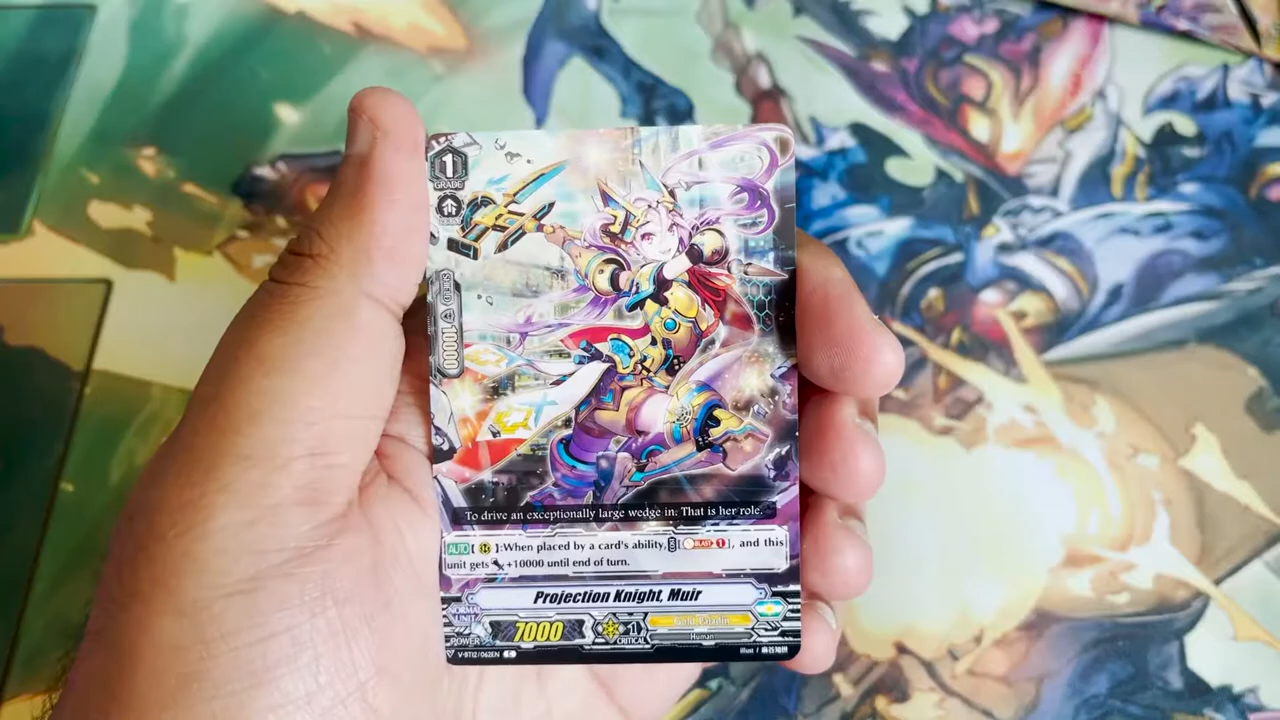 1
GRADE
SHIELD 10000
To drive an exceptionally large wedge in. That is her role.
AUTO [ ]:When placed by a card's ability, [ BLAST 1 ], and this
unit gets +10000 until end of turn.
Projection Knight, Muir
NORMAL
UNIT
POWER 7000 1 CRITICAL
Gold Paladin
Human
V-BT12/062EN C
illust /